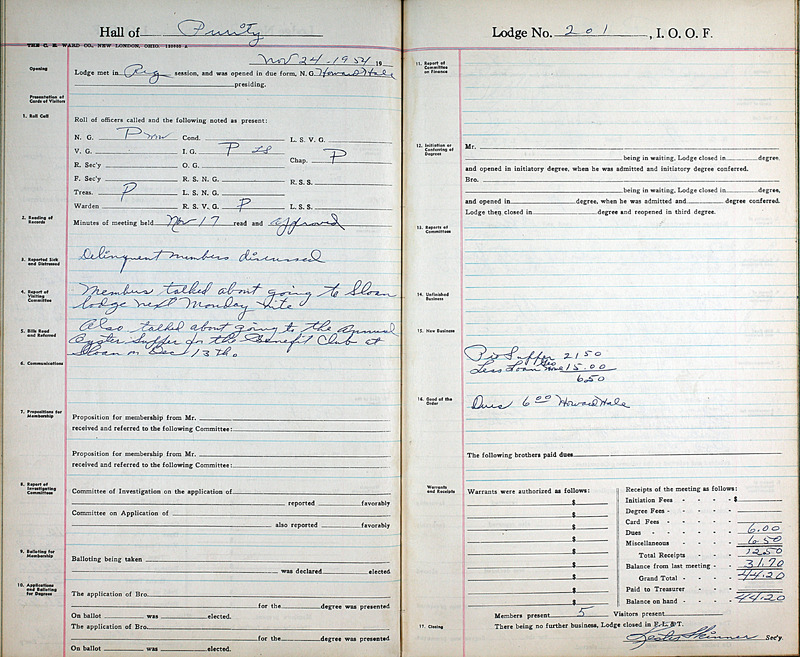 Hall of Purity
THE C. E. WARD CO., NEW LONDON, OHIO.
Nov 24-1954 19
Opening
Lodge met in Reg session, and was opened in due form, N. G. Howard Hale
presiding.
Presentation of Cards of Visitors
1. Roll Call
Roll of officers called and the following noted as present:
N. G. P Cond. L. S. V. G.
V. G. I. G. P Chap. P
R. Sec'y O. G.
F. Sec'y R. S. N. G. R. S. S.
Treas. P L. S. N. G.
Warden R. S. V. G. P L. S. S.
2. Reading of Records
Minutes of meeting held Nov 17 read and approved
3. Reported Sick and Distressed
Delinquent members discussed
4. Report of Visiting Committee
Members talked about going to Sloan
lodge next Monday nite
5. Bills Read and Referred
Also talked about going to the Annual
Oyster Supper for the Benefit Club at
Sloan on Dec 13th.
6. Communications
7. Propositions for Membership
Proposition for membership from Mr.
received and referred to the following Committee:
Proposition for membership from Mr.
received and referred to the following Committee:
8. Report of Investigating Committees
Committee of Investigation on the application of
reported favorably
Committee on Application of
also reported favorably
9. Balloting for Membership
Balloting being taken
was declared elected.
10. Applications and Balloting for Degrees
The application of Bro.
for the degree was presented
On ballot was elected.
The application of Bro.
for the degree was presented
On ballot was elected.
Lodge No. 201, I. O. O. F.
11. Report of Committee on Finance
12. Initiation or Conferring of Degrees
Mr.
being in waiting, Lodge closed in degree,
and opened in initiatory degree, when he was admitted and initiatory degree conferred.
Bro.
being in waiting, Lodge closed in degree,
and opened in degree, when he was admitted and degree conferred.
Lodge then closed in degree and reopened in third degree.
13. Reports of Committees
14. Unfinished Business
15. New Business
Pie Supper 21 50
Less Loan 15.00
6.50
16. Good of the Order
Dues 6 00 Howard Hale
The following brothers paid dues
Warrants and Receipts
Warrants were authorized as follows:
$
$
$
$
$
$
$
$
$
Receipts of the meeting as follows:
Initiation Fees - - - $
Degree Fees - - - -
Card Fees - - - -
Dues - - - - - 6.00
Miscellaneous - - - - 6.50
Total Receipts - - 12.50
Balance from last meeting - 31.70
Grand Total - - - 44.20
Paid to Treasurer - -
Balance on hand - - - 44.20
Members present 5 Visitors present
17. Closing
There being no further business, Lodge closed in F. L. & T.
Skinner Sec'y.